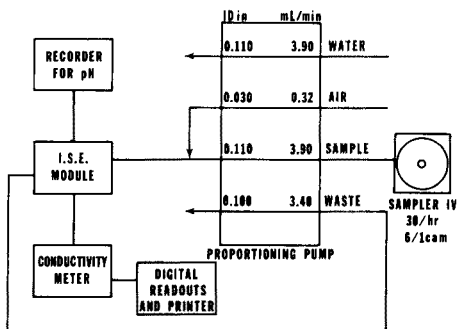 IDin mL/min
0.110 3.90 WATER
RECORDER
FOR pH
0.030 0.32 AIR
I.S.E.
MODULE
0.110 3.90 SAMPLE
0.100 3.40 WASTE
SAMPLER IV
30/hr
6/1cam
PROPORTIONING PUMP
CONDUCTIVITY
METER
DIGITAL
READOUTS
AND PRINTER